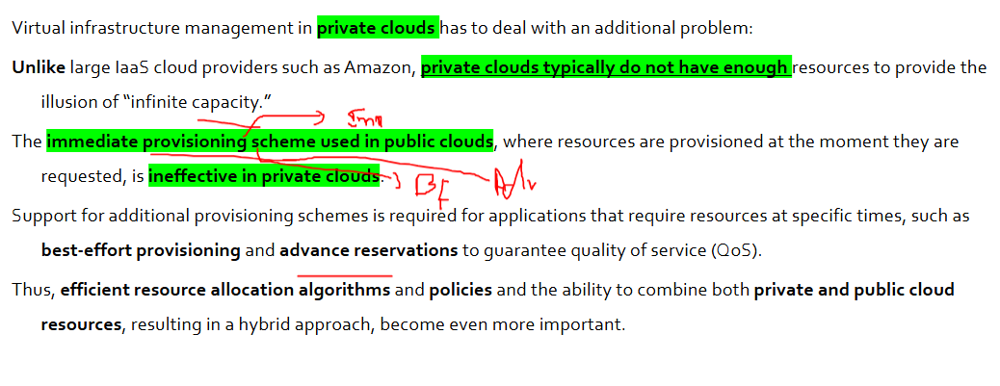 Virtual infrastructure management in private clouds has to deal with an additional problem:
Unlike large IaaS cloud providers such as Amazon, private clouds typically do not have enough resources to provide the
illusion of “infinite capacity.”
Imm
The immediate provisioning scheme used in public clouds, where resources are provisioned at the moment they are
requested, is ineffective in private clouds.
BF
Adv
Support for additional provisioning schemes is required for applications that require resources at specific times, such as
best-effort provisioning and advance reservations to guarantee quality of service (QoS).
Thus, efficient resource allocation algorithms and policies and the ability to combine both private and public cloud
resources, resulting in a hybrid approach, become even more important.